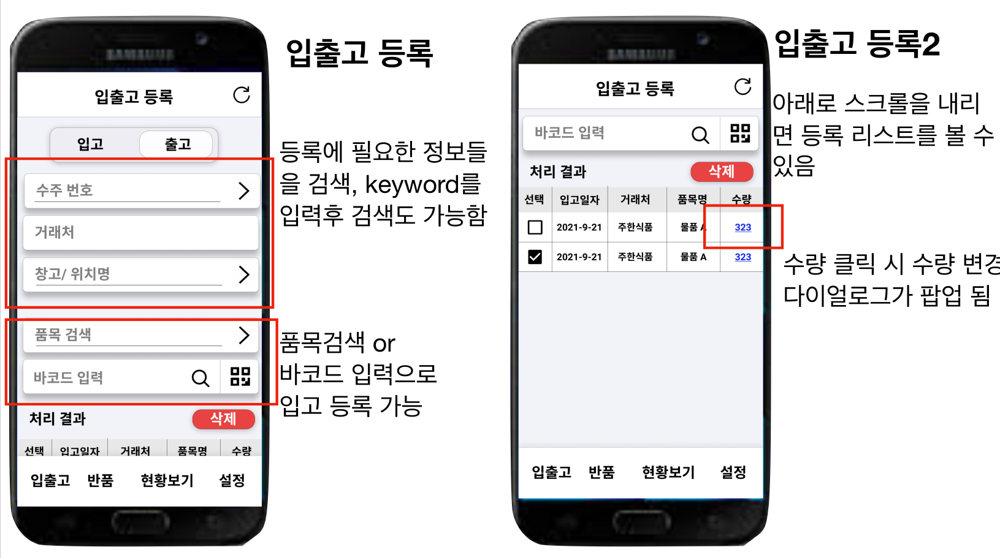 SAMSUNG
입출고 등록
입고 출고
수주 번호
거래처
창고/ 위치명
품목 검색
바코드 입력
처리 결과 삭제
선택 입고일자 거래처 품목명 수량
입출고 반품 현황보기 설정
입출고 등록
등록에 필요한 정보들
을 검색, keyword를
입력후 검색도 가능함
품목검색 or
바코드 입력으로
입고 등록 가능
SAMSUNG
입출고 등록
바코드 입력
처리 결과 삭제
선택 입고일자 거래처 품목명 수량
2021-9-21 주한식품 물품 A 323
2021-9-21 주한식품 물품 A 323
입출고 반품 현황보기 설정
입출고 등록2
아래로 스크롤을 내리
면 등록 리스트를 볼 수
있음
수량 클릭 시 수량 변경
다이얼로그가 팝업 됨